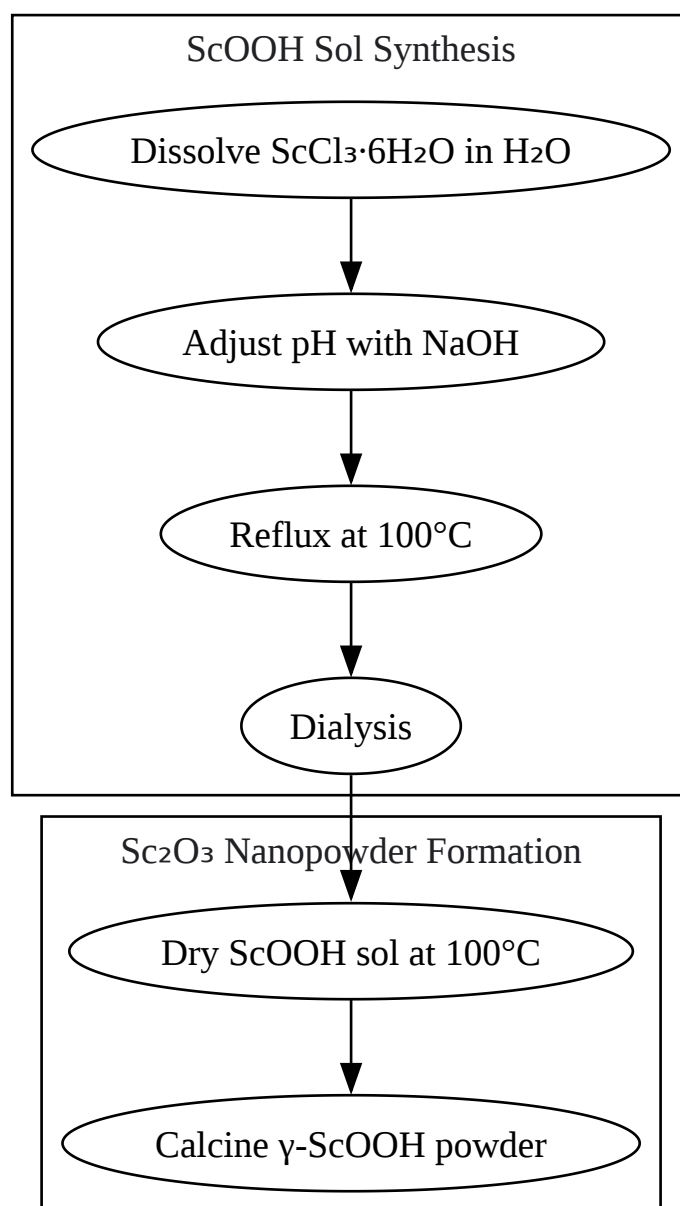 ScOOH Sol Synthesis
Dissolve ScCl₃·6H₂O in H₂O
Adjust pH with NaOH
Reflux at 100°C
Dialysis
Sc₂O₃ Nanopowder Formation
Dry ScOOH sol at 100°C
Calcine γ-ScOOH powder